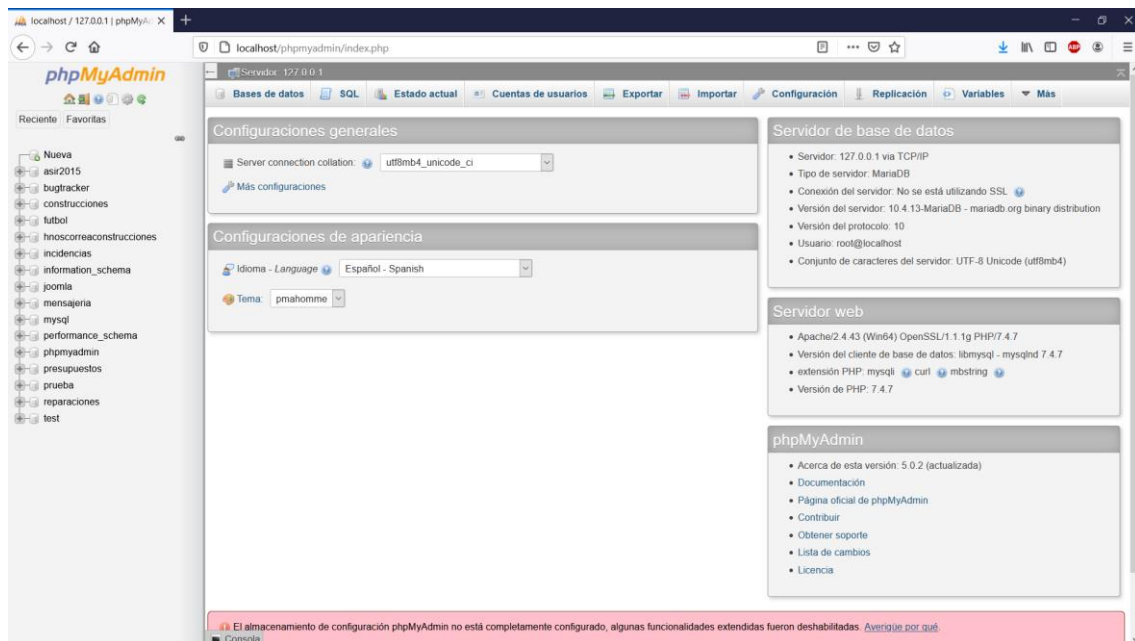 localhost / 127.0.0.1 | phpMyAd
localhost/phpmyadmin/index.php
ABP
phpMyAdmin
Reciente Favoritas
Nueva
asir2015
bugtracker
construcciones
futbol
hnoscorreaconstrucciones
incidencias
information_schema
joomla
mensajeria
mysql
performance_schema
phpmyadmin
presupuestos
prueba
reparaciones
test
Servidor: 127.0.0.1
Bases de datos SQL Estado actual Cuentas de usuarios Exportar Importar Configuración Replicación Variables Más
Configuraciones generales
Server connection collation: utf8mb4_unicode_ci
Más configuraciones
Configuraciones de apariencia
Idioma - Language Español - Spanish
Tema: pmahomme
Servidor de base de datos
• Servidor: 127.0.0.1 via TCP/IP
• Tipo de servidor: MariaDB
• Conexión del servidor: No se está utilizando SSL
• Versión del servidor: 10.4.13-MariaDB - mariadb.org binary distribution
• Versión del protocolo: 10
• Usuario: root@localhost
• Conjunto de caracteres del servidor: UTF-8 Unicode (utf8mb4)
Servidor web
• Apache/2.4.43 (Win64) OpenSSL/1.1.1g PHP/7.4.7
• Versión del cliente de base de datos: libmysql - mysqlnd 7.4.7
• extensión PHP: mysqli curl mbstring
• Versión de PHP: 7.4.7
phpMyAdmin
• Acerca de esta versión: 5.0.2 (actualizada)
• Documentación
• Página oficial de phpMyAdmin
• Contribuir
• Obtener soporte
• Lista de cambios
• Licencia
El almacenamiento de configuración phpMyAdmin no está completamente configurado, algunas funcionalidades extendidas fueron deshabilitadas. Averigüe por qué.
Consola